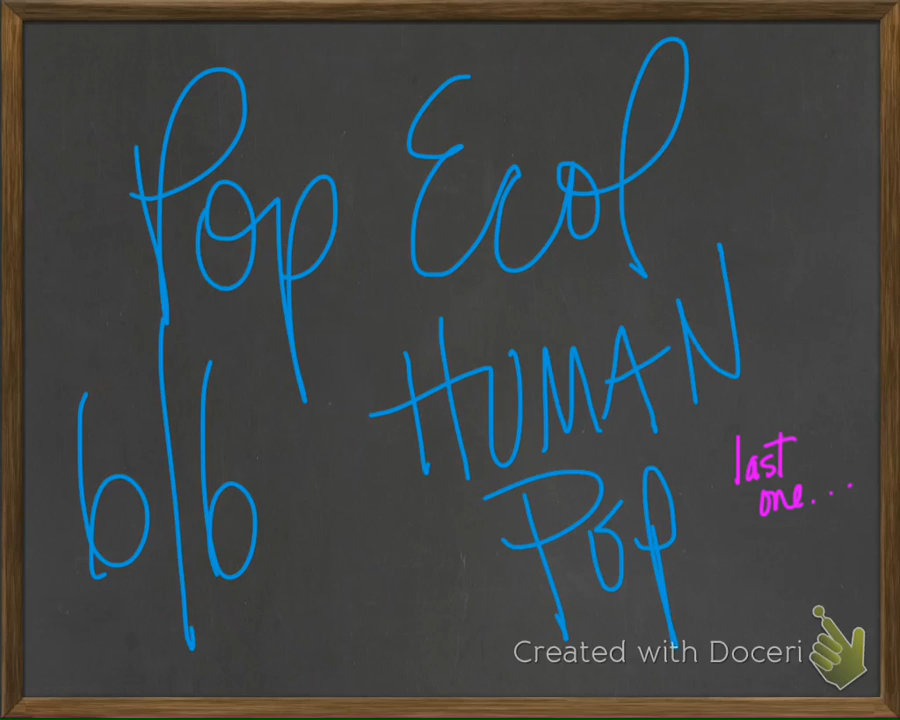 Pop Ecol
6/6
HUMAN
Pop
last
one...
Created with Doceri